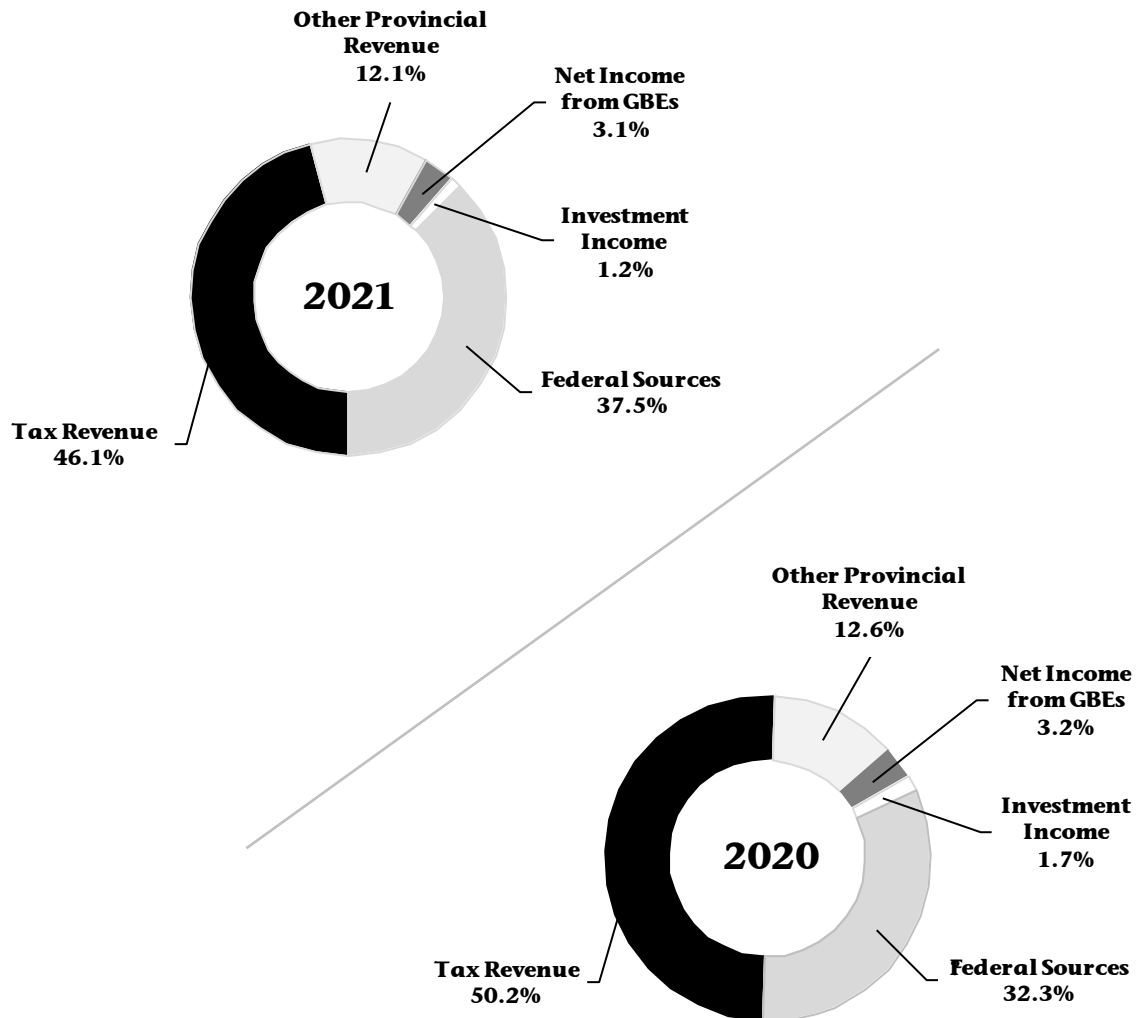 Other Provincial
Revenue
12.1%
Net Income
from GBEs
3.1%
Investment
Income
1.2%
2021
Federal Sources
37.5%
Tax Revenue
46.1%
Other Provincial
Revenue
12.6%
Net Income
from GBEs
3.2%
Investment
Income
1.7%
2020
Federal Sources
32.3%
Tax Revenue
50.2%